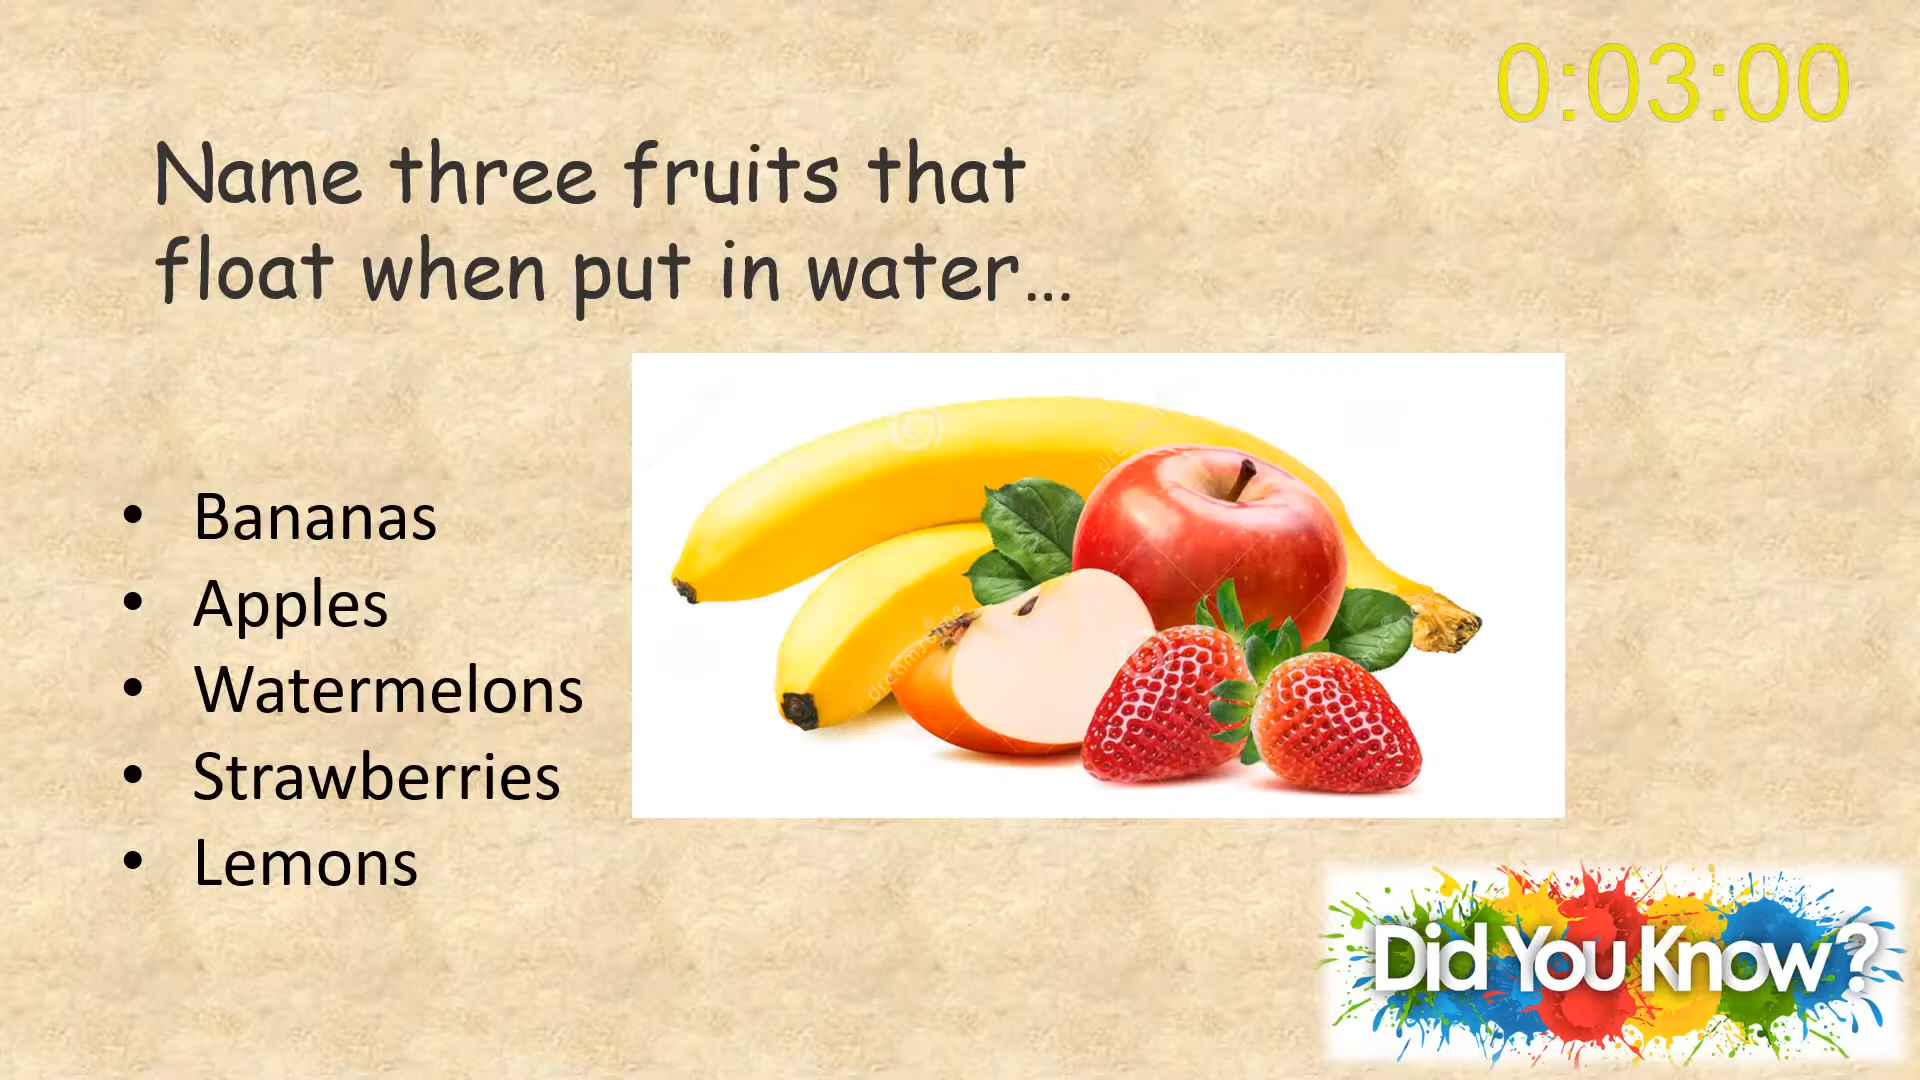 0:03:00
Name three fruits that
float when put in water...
• Bananas
• Apples
• Watermelons
• Strawberries
• Lemons
Did You Know?